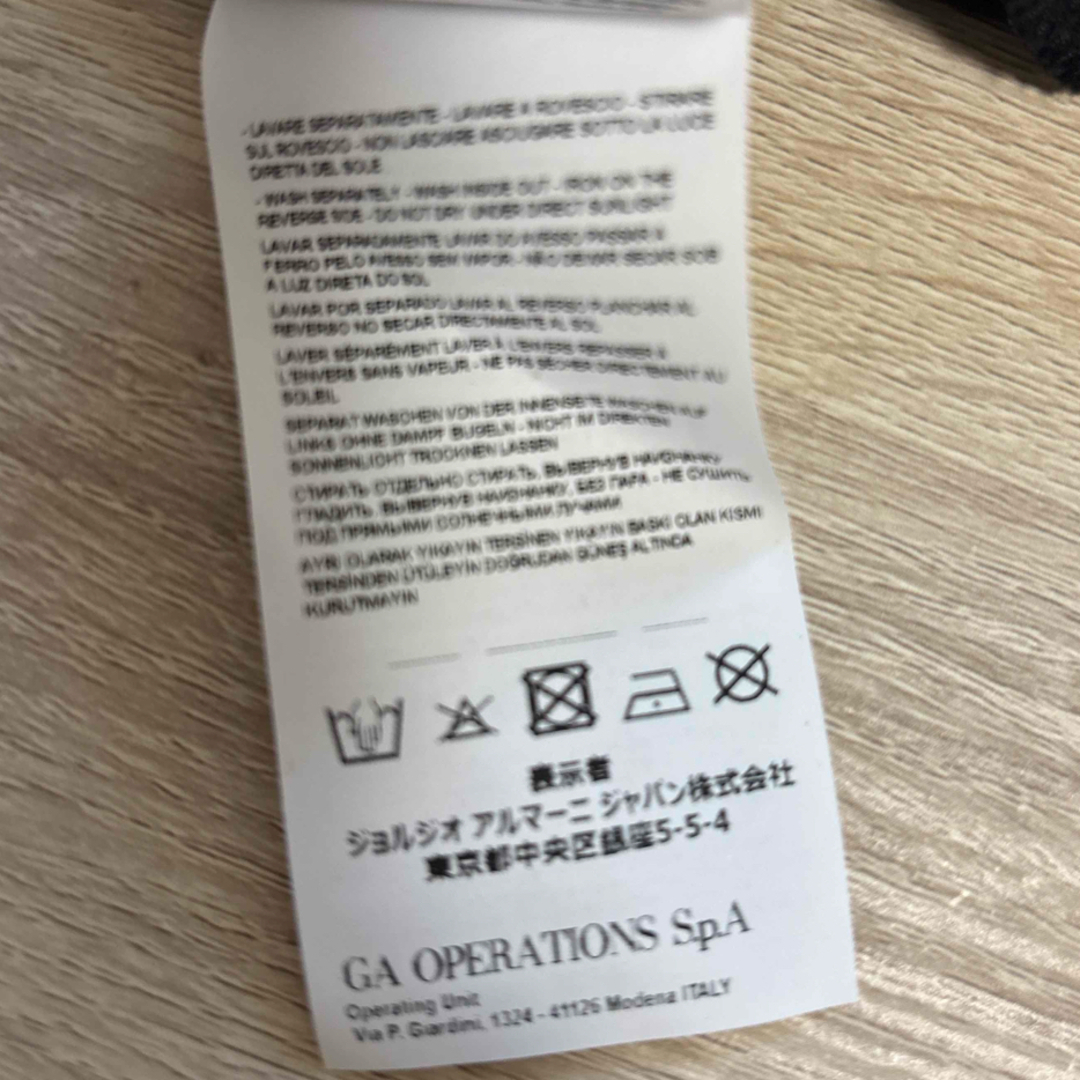 - LAVARE SEPARATAMENTE - LAVARE A ROVESCIO - STIRARE
SUL ROVESCIO - NON LASCIARE ASCIUGARE SOTTO LA LUCE
DIRETTA DEL SOLE
- WASH SEPARATELY - WASH INSIDE OUT - IRON ON THE
REVERSE SIDE - DO NOT DRY UNDER DIRECT SUNLIGHT
LAVAR SEPARADAMENTE LAVAR DO AVESSO PASSAR A
FERRO PELO AVESSO SEM VAPOR - NÃO DEIXAR SECAR SOB
A LUZ DIRETA DO SOL
LAVAR POR SEPARADO LAVAR AL REVERSO PLANCHAR AL
REVERSO NO SECAR DIRECTAMENTE AL SOL
LAVER SÉPARÉMENT LAVER À L'ENVERS REPASSER À
L'ENVERS SANS VAPEUR - NE PAS SÉCHER DIRECTEMENT AU
SOLEIL
SEPARAT WASCHEN VON DER INNENSEITE WASCHEN AUF
LINKS OHNE DAMPF BUGELN - NICHT IM DIREKTEN
SONNENLICHT TROCKNEN LASSEN
СТИРАТЬ ОТДЕЛЬНО СТИРАТЬ, ВЫВЕРНУВ НАИЗНАНКУ
ГЛАДИТЬ, ВЫВЕРНУВ НАИЗНАНКУ, БЕЗ ПАРА - НЕ СУШИТЬ
ПОД ПРЯМЫМИ СОЛНЕЧНЫМИ ЛУЧАМИ
AYRI OLARAK YIKAYIN TERSİNDEN YIKAYIN BASKI OLAN KISMI
TERSİNDEN ÜTÜLEYİN DOĞRUDAN GÜNEŞ ALTINDA
KURUTMAYIN
表示者
ジョルジオ アルマーニ ジャパン株式会社
東京都中央区銀座5-5-4
GA OPERATIONS S.p.A
Operating Unit
Via P. Giardini, 1324 - 41126 Modena ITALY